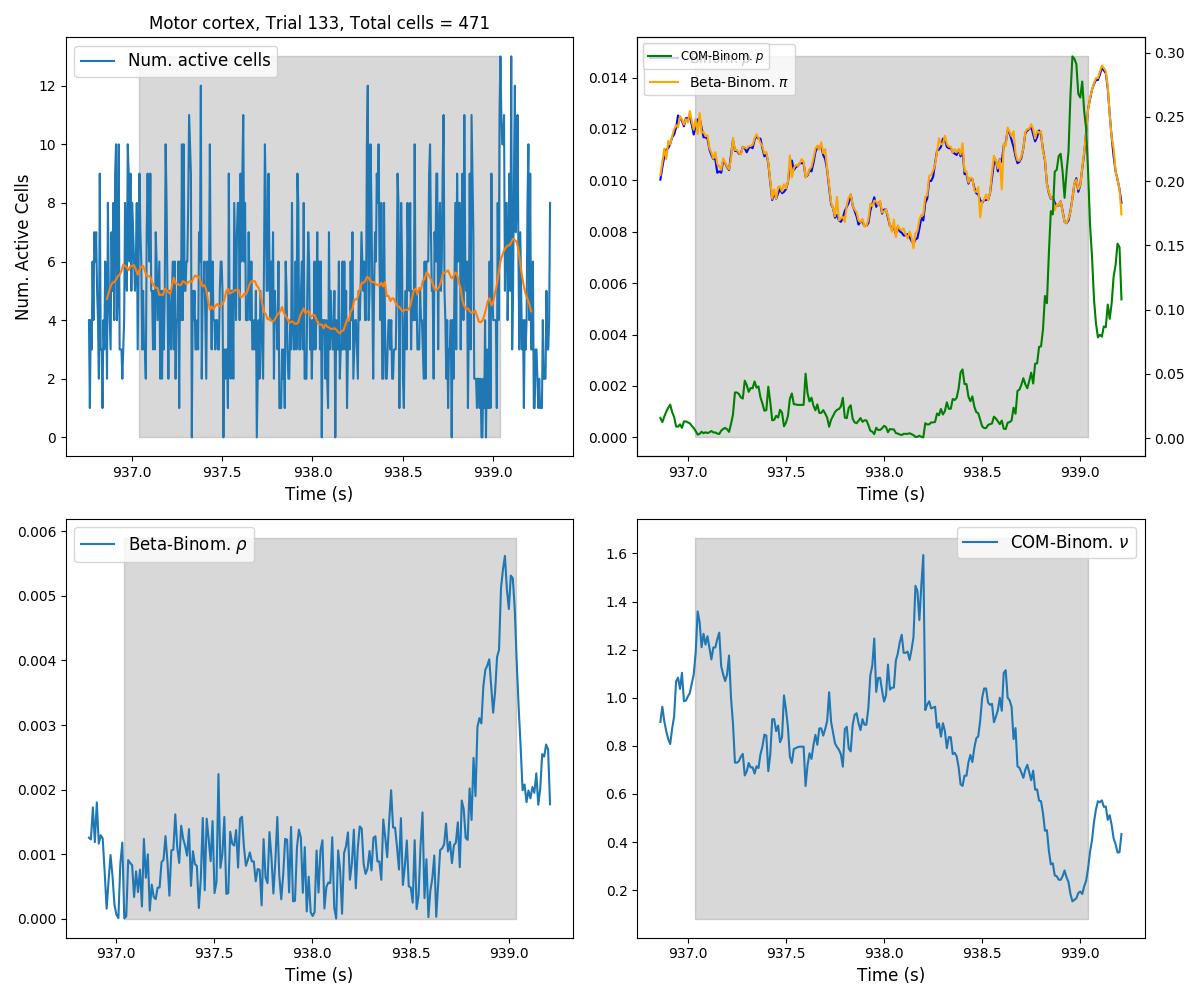 Motor cortex, Trial 133, Total cells = 471
Num. active cells
12
10
8
6
4
2
0
Num. Active Cells
937.0 937.5 938.0 938.5 939.0
Time (s)
COM-Binom. p
Beta-Binom. π
0.014
0.012
0.010
0.008
0.006
0.004
0.002
0.000
0.30
0.25
0.20
0.15
0.10
0.05
0.00
937.0 937.5 938.0 938.5 939.0
Time (s)
Beta-Binom. ρ
0.006
0.005
0.004
0.003
0.002
0.001
0.000
937.0 937.5 938.0 938.5 939.0
Time (s)
COM-Binom. ν
1.6
1.4
1.2
1.0
0.8
0.6
0.4
0.2
937.0 937.5 938.0 938.5 939.0
Time (s)